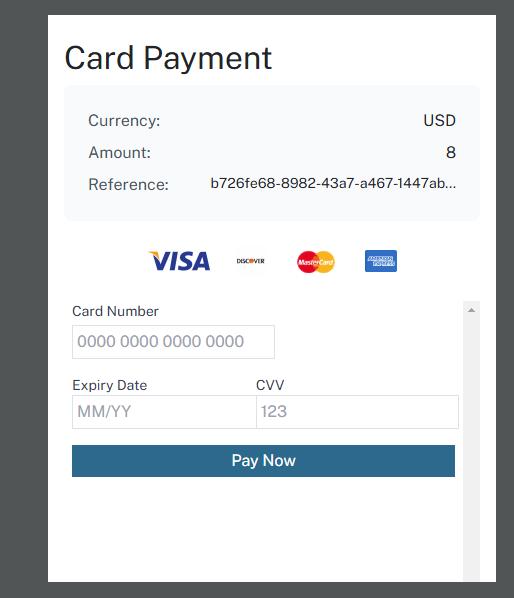 Card Payment
Currency: USD
Amount: 8
Reference: b726fe68-8982-43a7-a467-1447ab...
VISA DISCOVER MasterCard AMERICAN EXPRESS
Card Number
0000 0000 0000 0000
Expiry Date CVV
MM/YY 123
Pay Now